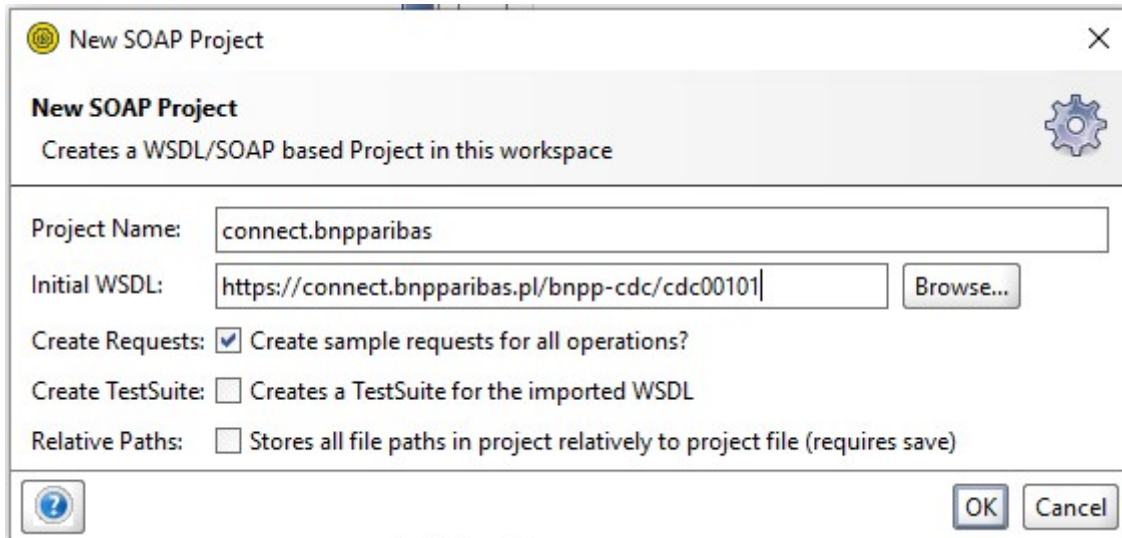 New SOAP Project
New SOAP Project
Creates a WSDL/SOAP based Project in this workspace
Project Name: connect.bnpparibas
Initial WSDL: https://connect.bnpparibas.pl/bnpp-cdc/cdc00101 Browse...
Create Requests: Create sample requests for all operations?
Create TestSuite: Creates a TestSuite for the imported WSDL
Relative Paths: Stores all file paths in project relatively to project file (requires save)
? OK Cancel